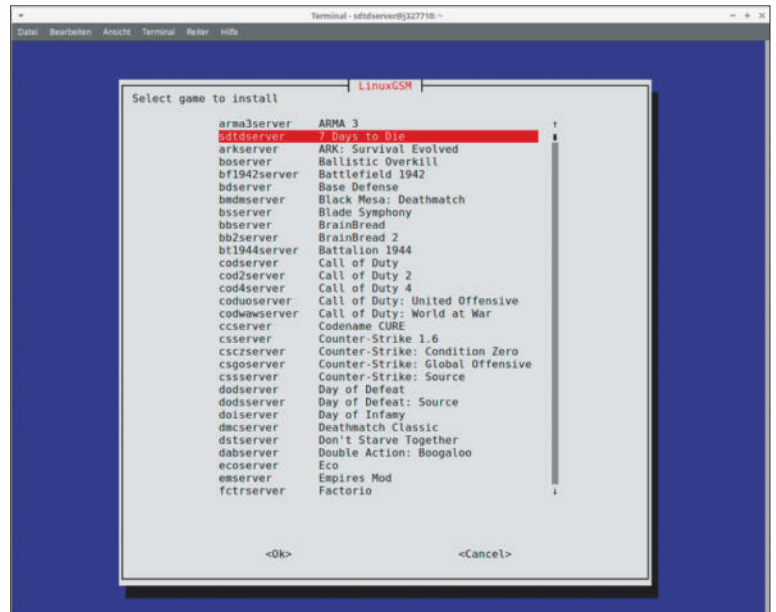 Terminal - sdtdserver@j327710: ~
Datei Bearbeiten Ansicht Terminal Reiter Hilfe
LinuxGSM
Select game to install
arma3server ARMA 3
sdtdserver 7 Days to Die
arkserver ARK: Survival Evolved
boserver Ballistic Overkill
bf1942server Battlefield 1942
bdserver Base Defense
bmdmserver Black Mesa: Deathmatch
bsserver Blade Symphony
bbserver BrainBread
bb2server BrainBread 2
bt1944server Battalion 1944
codserver Call of Duty
cod2server Call of Duty 2
cod4server Call of Duty 4
coduoserver Call of Duty: United Offensive
codwawserver Call of Duty: World at War
ccserver Codename CURE
csserver Counter-Strike 1.6
csczserver Counter-Strike: Condition Zero
csgoserver Counter-Strike: Global Offensive
cssserver Counter-Strike: Source
dodserver Day of Defeat
dodsserver Day of Defeat: Source
doiserver Day of Infamy
dmcserver Deathmatch Classic
dstserver Don't Starve Together
dabserver Double Action: Boogaloo
ecoserver Eco
emserver Empires Mod
fctrserver Factorio
<Ok> <Cancel>